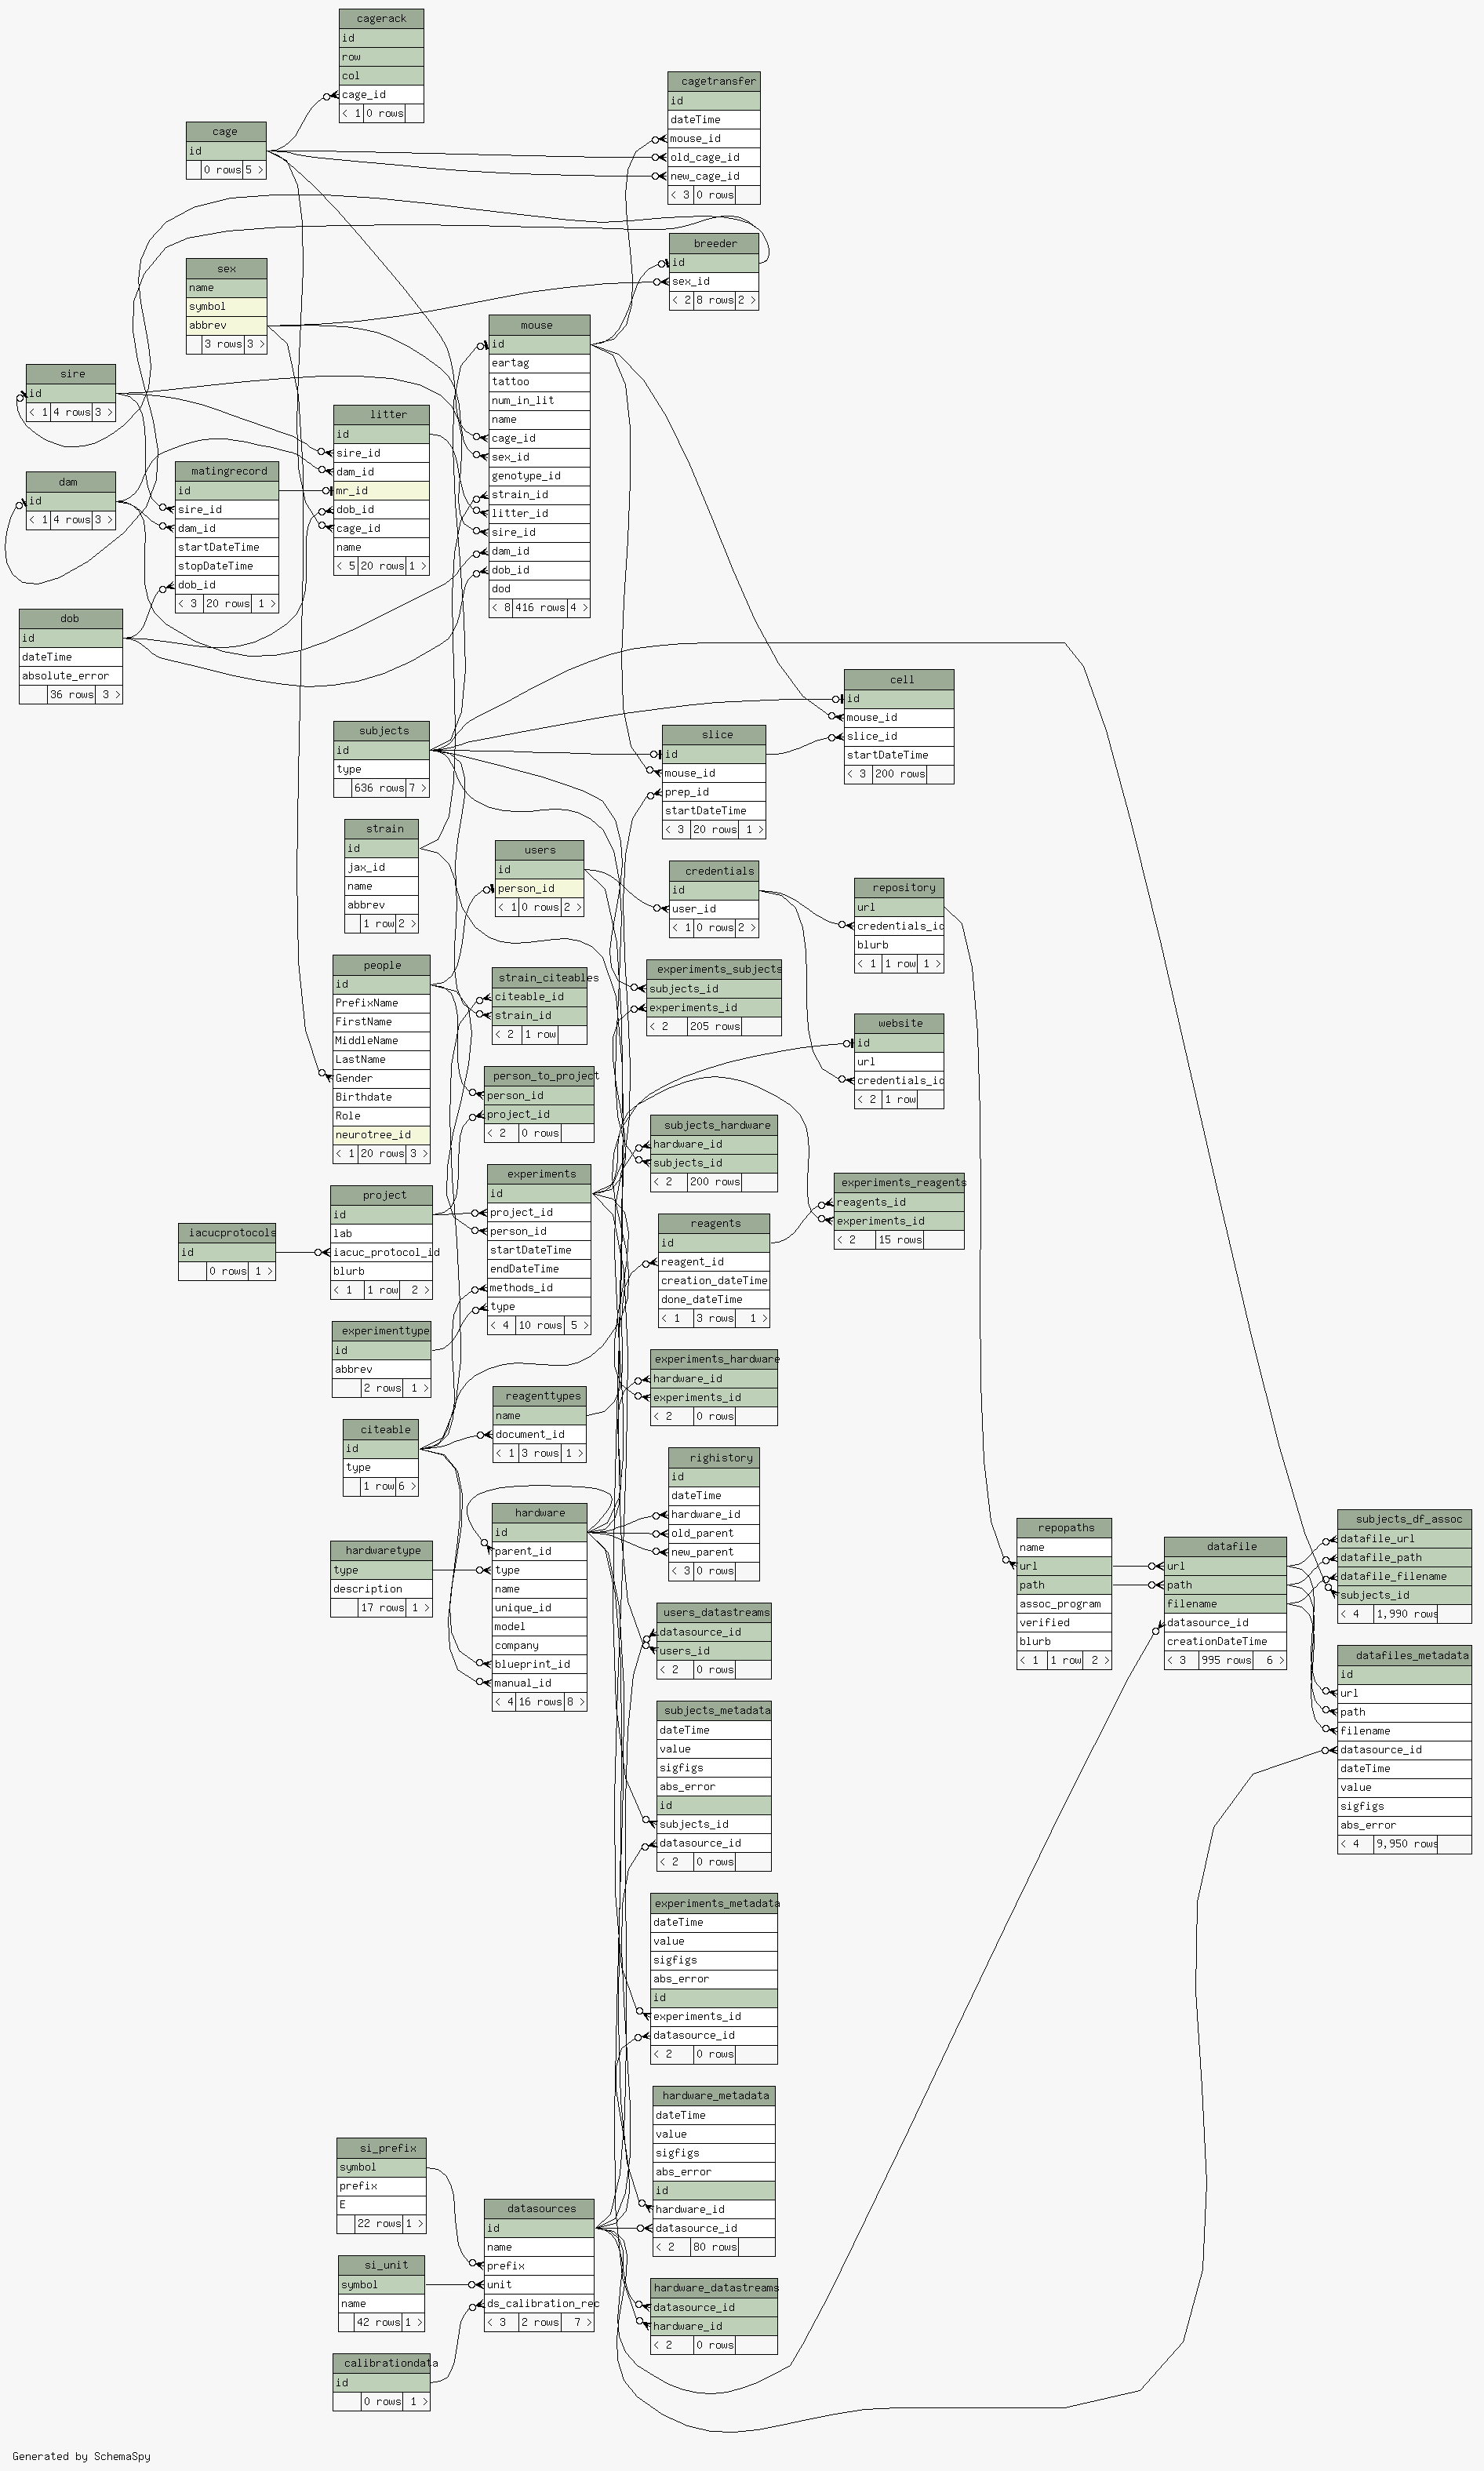 cagerack
id
row
col
cage_id
< 1 0 rows
cagetransfer
id
dateTime
mouse_id
old_cage_id
new_cage_id
< 3 0 rows
cage
id
0 rows 5 >
breeder
id
sex_id
< 2 8 rows 2 >
sex
name
symbol
abbrev
3 rows 3 >
mouse
id
eartag
tattoo
num_in_lit
name
cage_id
sex_id
genotype_id
strain_id
litter_id
sire_id
dam_id
dob_id
dod
< 8 416 rows 4 >
sire
id
< 1 4 rows 3 >
litter
id
sire_id
dam_id
mr_id
dob_id
cage_id
name
< 5 20 rows 1 >
matingrecord
id
sire_id
dam_id
startDateTime
stopDateTime
dob_id
< 3 20 rows 1 >
dam
id
< 1 4 rows 3 >
dob
id
dateTime
absolute_error
36 rows 3 >
cell
id
mouse_id
slice_id
startDateTime
< 3 200 rows
subjects
id
type
636 rows 7 >
slice
id
mouse_id
prep_id
startDateTime
< 3 20 rows 1 >
strain
id
jax_id
name
abbrev
1 row 2 >
users
id
person_id
< 1 0 rows 2 >
credentials
id
user_id
< 1 0 rows 2 >
repository
url
credentials_id
blurb
< 1 1 row 1 >
people
id
PrefixName
FirstName
MiddleName
LastName
Gender
Birthdate
Role
neurotree_id
< 1 20 rows 3 >
strain_citeables
citeable_id
strain_id
< 2 1 row
experiments_subjects
subjects_id
experiments_id
< 2 205 rows
website
id
url
credentials_id
< 2 1 row
person_to_project
person_id
project_id
< 2 0 rows
subjects_hardware
hardware_id
subjects_id
< 2 200 rows
experiments
id
project_id
person_id
startDateTime
endDateTime
methods_id
type
< 4 10 rows 5 >
experiments_reagents
reagents_id
experiments_id
< 2 15 rows
project
id
lab
iacuc_protocol_id
blurb
< 1 1 row 2 >
iacucprotocols
id
0 rows 1 >
reagents
id
reagent_id
creation_dateTime
done_dateTime
< 1 3 rows 1 >
experimenttype
id
abbrev
2 rows 1 >
experiments_hardware
hardware_id
experiments_id
< 2 0 rows
reagenttypes
name
document_id
< 1 3 rows 1 >
citeable
id
type
1 row 6 >
righistory
id
dateTime
hardware_id
old_parent
new_parent
< 3 0 rows
hardware
id
parent_id
type
name
unique_id
model
company
blueprint_id
manual_id
< 4 16 rows 8 >
hardwaretype
type
description
17 rows 1 >
repopaths
name
url
path
assoc_program
verified
blurb
< 1 1 row 2 >
datafile
url
path
filename
datasource_id
creationDateTime
< 3 995 rows 6 >
subjects_df_assoc
datafile_url
datafile_path
datafile_filename
subjects_id
< 4 1,990 rows
users_datastreams
datasource_id
users_id
< 2 0 rows
datafiles_metadata
id
url
path
filename
datasource_id
dateTime
value
sigfigs
abs_error
< 4 9,950 rows
subjects_metadata
dateTime
value
sigfigs
abs_error
id
subjects_id
datasource_id
< 2 0 rows
experiments_metadata
dateTime
value
sigfigs
abs_error
id
experiments_id
datasource_id
< 2 0 rows
hardware_metadata
dateTime
value
sigfigs
abs_error
id
hardware_id
datasource_id
< 2 80 rows
si_prefix
symbol
prefix
E
22 rows 1 >
datasources
id
name
prefix
unit
ds_calibration_rec
< 3 2 rows 7 >
si_unit
symbol
name
42 rows 1 >
hardware_datastreams
datasource_id
hardware_id
< 2 0 rows
calibrationdata
id
0 rows 1 >
Generated by SchemaSpy